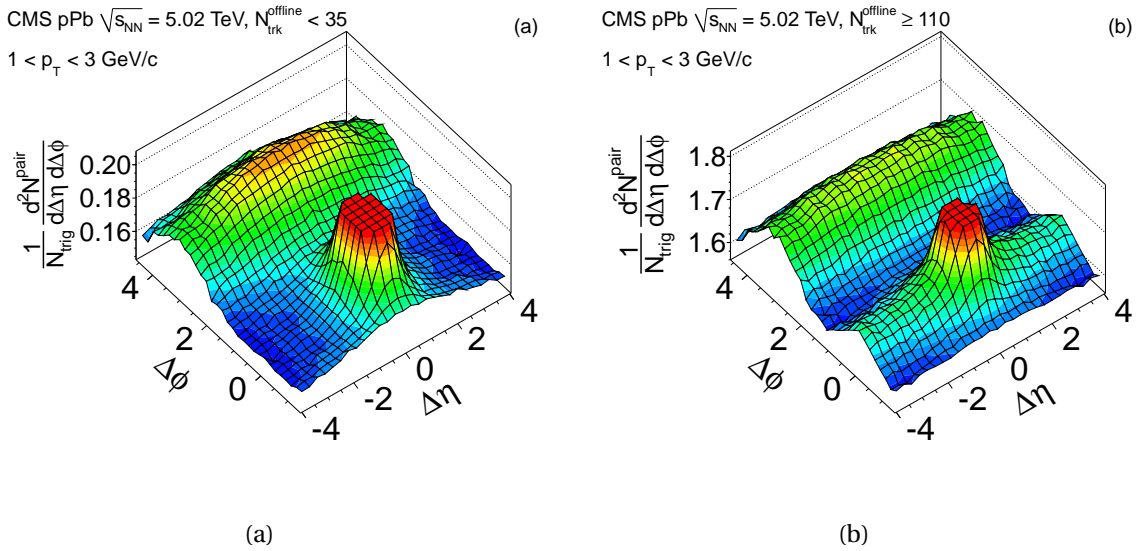 CMS pPb √s_NN = 5.02 TeV, N_trk^offline < 35
(a)
1 < p_T < 3 GeV/c
1/N_trig d²N^pair/dΔη dΔϕ
0.20
0.18
0.16
4
2
0
Δϕ
-4
-2
0
2
4
Δη
(a)
CMS pPb √s_NN = 5.02 TeV, N_trk^offline ≥ 110
(b)
1 < p_T < 3 GeV/c
1/N_trig d²N^pair/dΔη dΔϕ
1.8
1.7
1.6
4
2
0
Δϕ
-4
-2
0
2
4
Δη
(b)